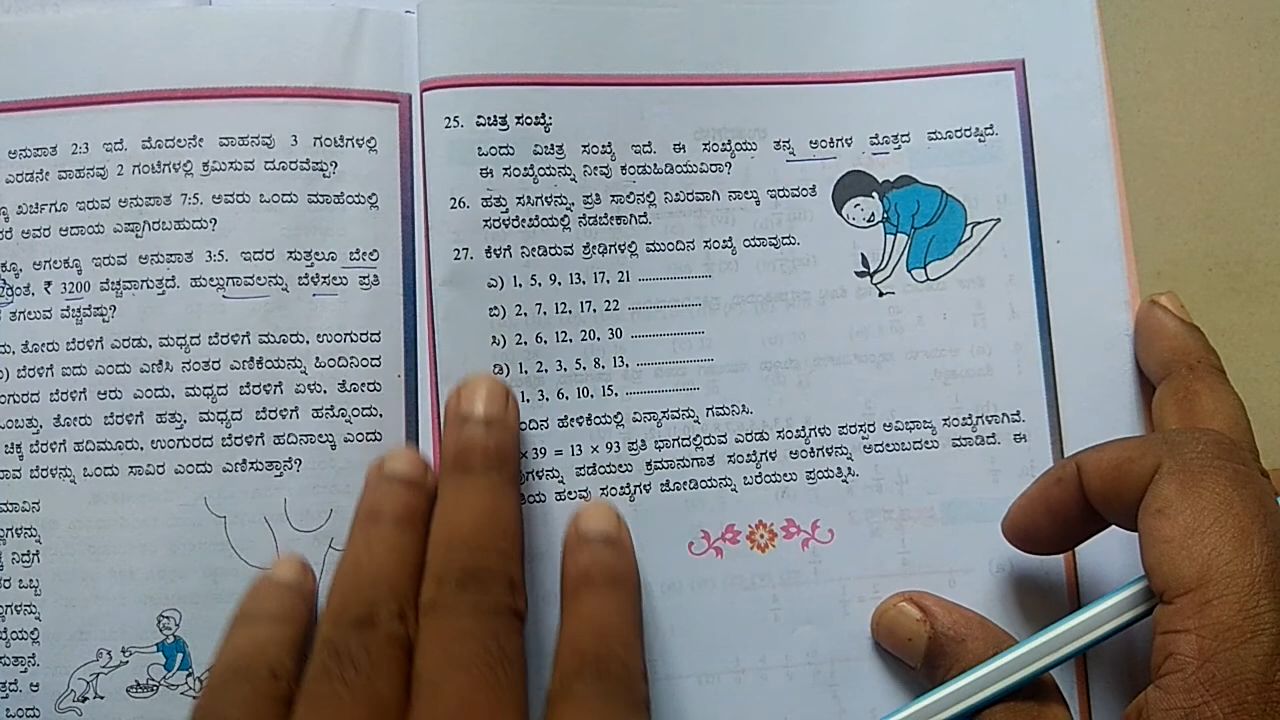 ಅನುಪಾತ 2:3 ಇದೆ. ಮೊದಲನೇ ವಾಹನವು 3 ಗಂಟೆಗಳಲ್ಲಿ
ಎರಡನೇ ವಾಹನವು 2 ಗಂಟೆಗಳಲ್ಲಿ ಕ್ರಮಿಸುವ ದೂರವೆಷ್ಟು?
ಖರ್ಚಿಗೂ ಇರುವ ಅನುಪಾತ 7:5. ಅವರು ಒಂದು ಮಾಹೆಯಲ್ಲಿ
ಅವರ ಆದಾಯ ಎಷ್ಟಾಗಿರಬಹುದು?
ಅಗಲಕ್ಕೂ ಇರುವ ಅನುಪಾತ 3:5. ಇದರ ಸುತ್ತಲೂ ಬೇಲಿ
₹ 3200 ವೆಚ್ಚವಾಗುತ್ತದೆ. ಹುಲ್ಲುಗಾವಲನ್ನು ಬೆಳೆಸಲು ಪ್ರತಿ
ತಗಲುವ ವೆಚ್ಚವೆಷ್ಟು?
ತೋರು ಬೆರಳಿಗೆ ಎರಡು, ಮಧ್ಯದ ಬೆರಳಿಗೆ ಮೂರು, ಉಂಗುರದ
ಬೆರಳಿಗೆ ಐದು ಎಂದು ಎಣಿಸಿ ನಂತರ ಎಣಿಕೆಯನ್ನು ಹಿಂದಿನಿಂದ
ಬೆರಳಿಗೆ ಆರು ಎಂದು, ಮಧ್ಯದ ಬೆರಳಿಗೆ ಏಳು, ತೋರು
ತೋರು ಬೆರಳಿಗೆ ಹತ್ತು, ಮಧ್ಯದ ಬೆರಳಿಗೆ ಹನ್ನೊಂದು,
ಚಿಕ್ಕ ಬೆರಳಿಗೆ ಹದಿಮೂರು, ಉಂಗುರದ ಬೆರಳಿಗೆ ಹದಿನಾಲ್ಕು ಎಂದು
ಬೆರಳನ್ನು ಒಂದು ಸಾವಿರ ಎಂದು ಎಣಿಸುತ್ತಾನೆ?
ಮಾವಿನ
ನಿದ್ರೆಗೆ
ಒಬ್ಬ
ಆ
ಒಂದು
25. ವಿಚಿತ್ರ ಸಂಖ್ಯೆ:
ಒಂದು ವಿಚಿತ್ರ ಸಂಖ್ಯೆ ಇದೆ. ಈ ಸಂಖ್ಯೆಯು ತನ್ನ ಅಂಕಿಗಳ ಮೊತ್ತದ ಮೂರರಷ್ಟಿದೆ.
ಈ ಸಂಖ್ಯೆಯನ್ನು ನೀವು ಕಂಡುಹಿಡಿಯುವಿರಾ?
26. ಹತ್ತು ಸಸಿಗಳನ್ನು, ಪ್ರತಿ ಸಾಲಿನಲ್ಲಿ ನಿಖರವಾಗಿ ನಾಲ್ಕು ಇರುವಂತೆ
ಸರಳರೇಖೆಯಲ್ಲಿ ನೆಡಬೇಕಾಗಿದೆ.
27. ಕೆಳಗೆ ನೀಡಿರುವ ಶ್ರೇಢಿಗಳಲ್ಲಿ ಮುಂದಿನ ಸಂಖ್ಯೆ ಯಾವುದು.
ಎ) 1, 5, 9, 13, 17, 21 ....................
ಬಿ) 2, 7, 12, 17, 22 ....................
ಸಿ) 2, 6, 12, 20, 30 ....................
ಡಿ) 1, 2, 3, 5, 8, 13, ....................
1, 3, 6, 10, 15, ....................
ಹೇಳಿಕೆಯಲ್ಲಿ ವಿನ್ಯಾಸವನ್ನು ಗಮನಿಸಿ.
× 39 = 13 × 93 ಪ್ರತಿ ಭಾಗದಲ್ಲಿರುವ ಎರಡು ಸಂಖ್ಯೆಗಳು ಪರಸ್ಪರ ಅವಿಭಾಜ್ಯ ಸಂಖ್ಯೆಗಳಾಗಿವೆ.
ಪಡೆಯಲು ಕ್ರಮಾನುಗಾತ ಸಂಖ್ಯೆಗಳ ಅಂಕಿಗಳನ್ನು ಅದಲುಬದಲು ಮಾಡಿದೆ. ಈ
ಹಲವು ಸಂಖ್ಯೆಗಳ ಜೋಡಿಯನ್ನು ಬರೆಯಲು ಪ್ರಯತ್ನಿಸಿ.